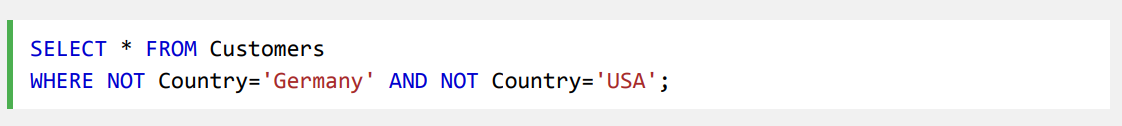 SELECT * FROM Customers
WHERE NOT Country='Germany' AND NOT Country='USA';